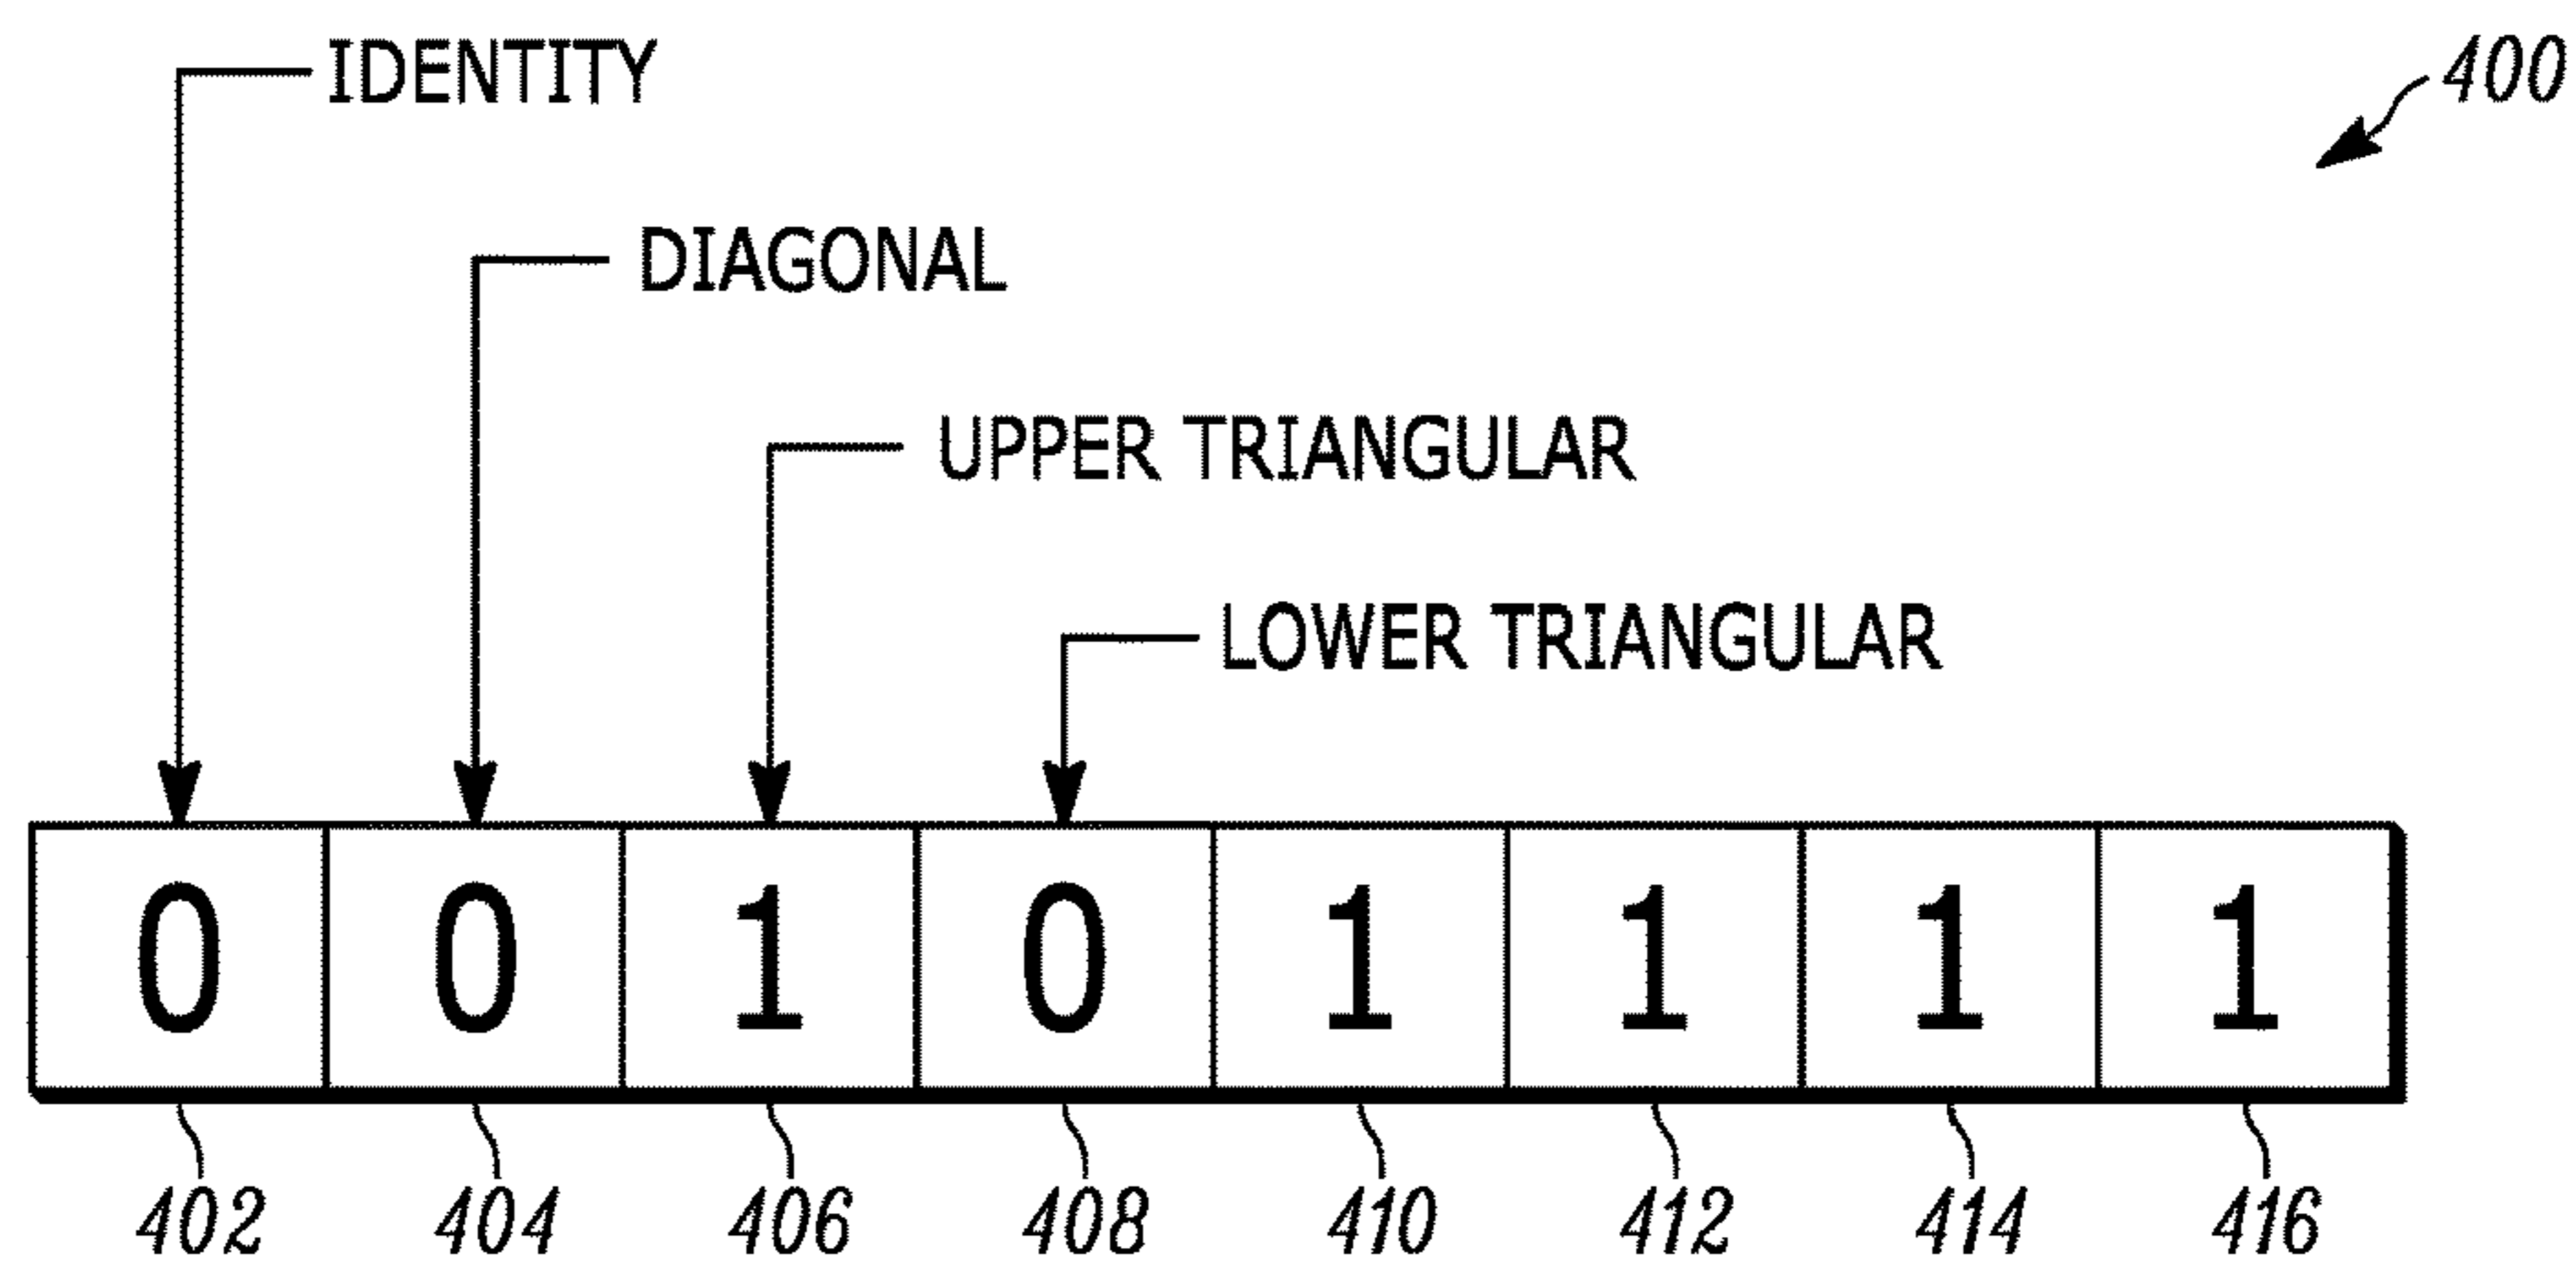 IDENTITY
400
DIAGONAL
UPPER TRIANGULAR
LOWER TRIANGULAR
0 0 1 0 1 1 1 1
402 404 406 408 410 412 414 416